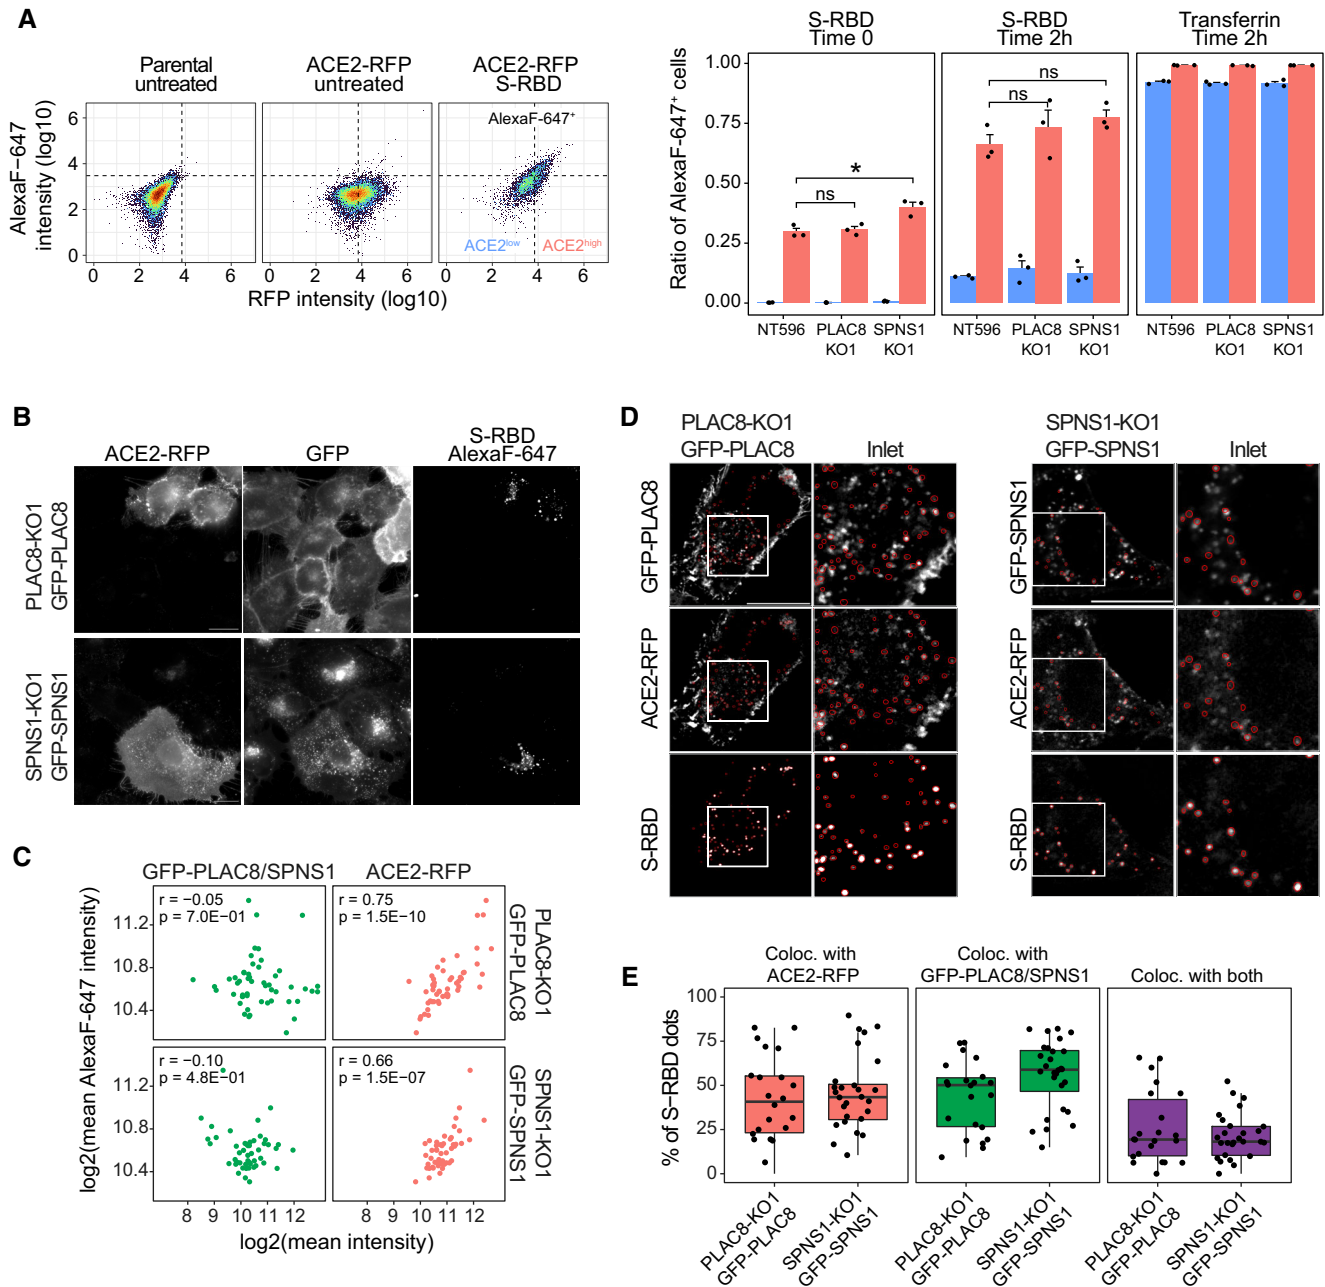 A
Parental
untreated
ACE2-RFP
untreated
ACE2-RFP
S-RBD
AlexaF−647
intensity (log10)
6
4
2
0
AlexaF-647⁺
ACE2ˡᵒʷ
ACE2ʰⁱᵍʰ
0 2 4 6 0 2 4 6 0 2 4 6
RFP intensity (log10)
S-RBD
Time 0
S-RBD
Time 2h
Transferrin
Time 2h
Ratio of AlexaF-647⁺ cells
1.00
0.75
0.50
0.25
0.00
ns
*
ns
ns
NT596 PLAC8 KO1 SPNS1 KO1
NT596 PLAC8 KO1 SPNS1 KO1
NT596 PLAC8 KO1 SPNS1 KO1
B
ACE2-RFP
GFP
S-RBD
AlexaF-647
PLAC8-KO1
GFP-PLAC8
SPNS1-KO1
GFP-SPNS1
C
GFP-PLAC8/SPNS1
ACE2-RFP
log2(mean AlexaF-647 intensity)
11.2
10.8
10.4
r = −0.05
p = 7.0E−01
r = 0.75
p = 1.5E−10
PLAC8-KO1
GFP-PLAC8
11.2
10.8
10.4
r = −0.10
p = 4.8E−01
r = 0.66
p = 1.5E−07
SPNS1-KO1
GFP-SPNS1
8 9 10 11 12 8 9 10 11 12
log2(mean intensity)
D
PLAC8-KO1
GFP-PLAC8
Inlet
GFP-PLAC8
ACE2-RFP
S-RBD
SPNS1-KO1
GFP-SPNS1
Inlet
GFP-SPNS1
ACE2-RFP
S-RBD
E
Coloc. with
ACE2-RFP
Coloc. with
GFP-PLAC8/SPNS1
Coloc. with both
% of S−RBD dots
100
75
50
25
0
PLAC8-KO1
GFP-PLAC8
SPNS1-KO1
GFP-SPNS1
PLAC8-KO1
GFP-PLAC8
SPNS1-KO1
GFP-SPNS1
PLAC8-KO1
GFP-PLAC8
SPNS1-KO1
GFP-SPNS1